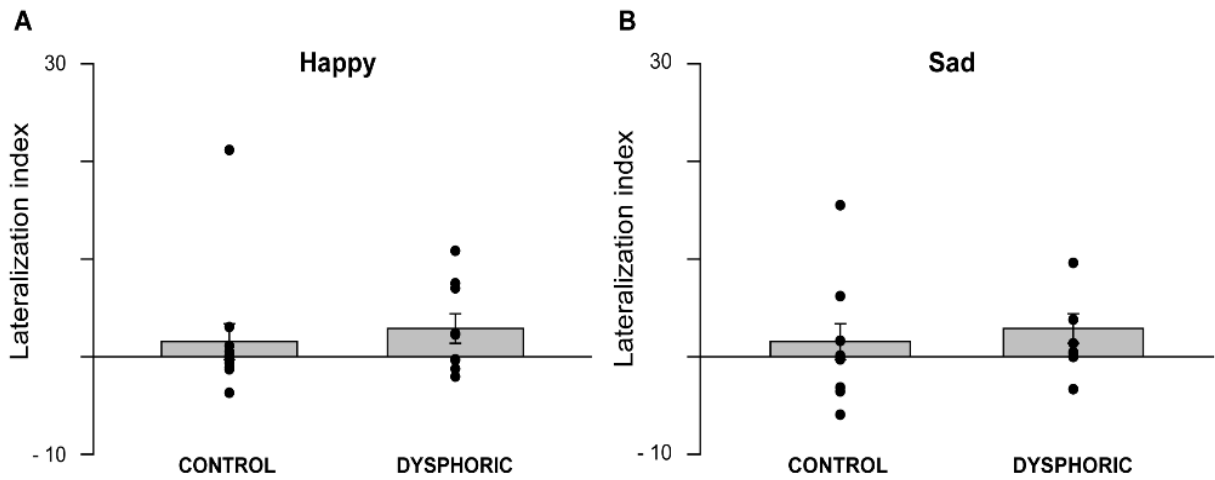 A
Happy
30
Lateralization index
- 10
CONTROL
DYSPHORIC
B
Sad
30
Lateralization index
- 10
CONTROL
DYSPHORIC